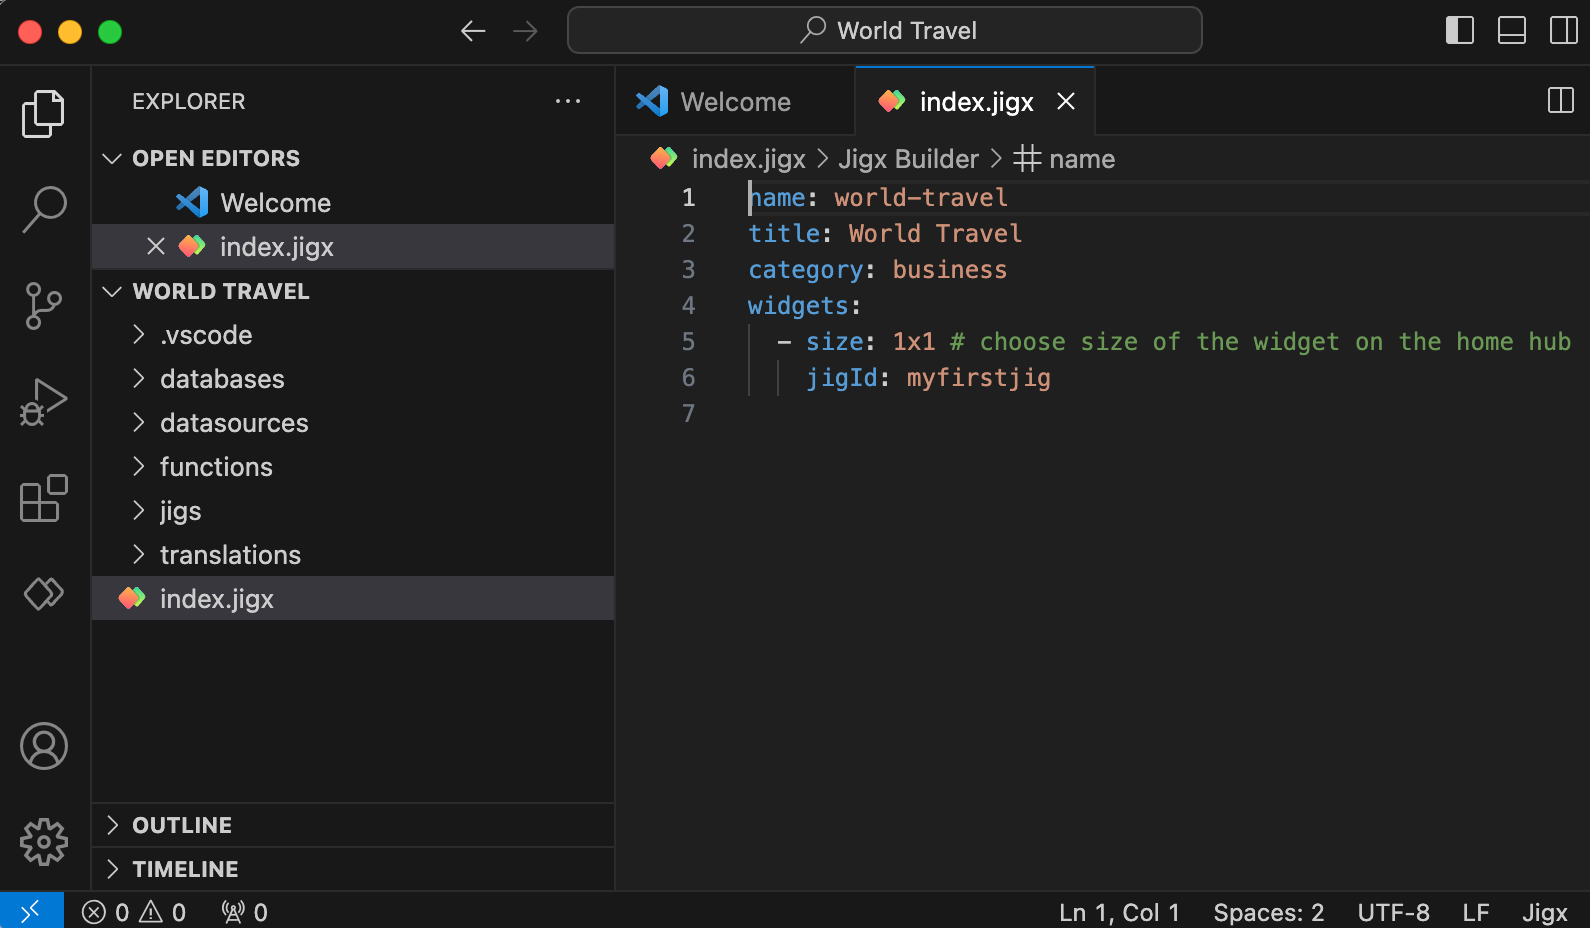 World Travel
EXPLORER
OPEN EDITORS
Welcome
index.jigx
WORLD TRAVEL
.vscode
databases
datasources
functions
jigs
translations
index.jigx
OUTLINE
TIMELINE
Welcome
index.jigx
index.jigx > Jigx Builder > # name
1 name: world-travel
2 title: World Travel
3 category: business
4 widgets:
5 - size: 1x1 # choose size of the widget on the home hub
6 jigId: myfirstjig
7
0 0 0 Ln 1, Col 1 Spaces: 2 UTF-8 LF Jigx